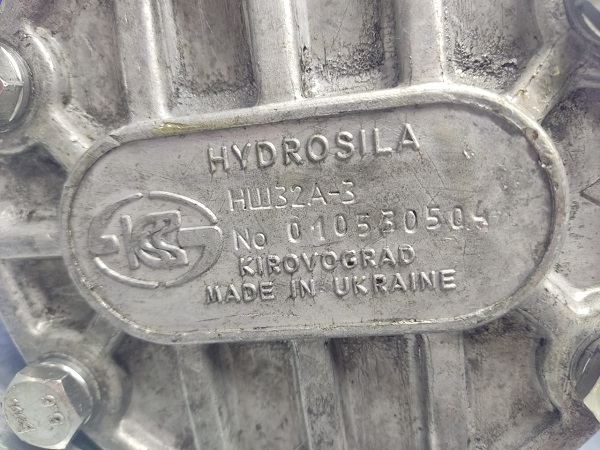 HYDROSILA
НШ32А-3
No 010530504
KIROVOGRAD
MADE IN UKRAINE